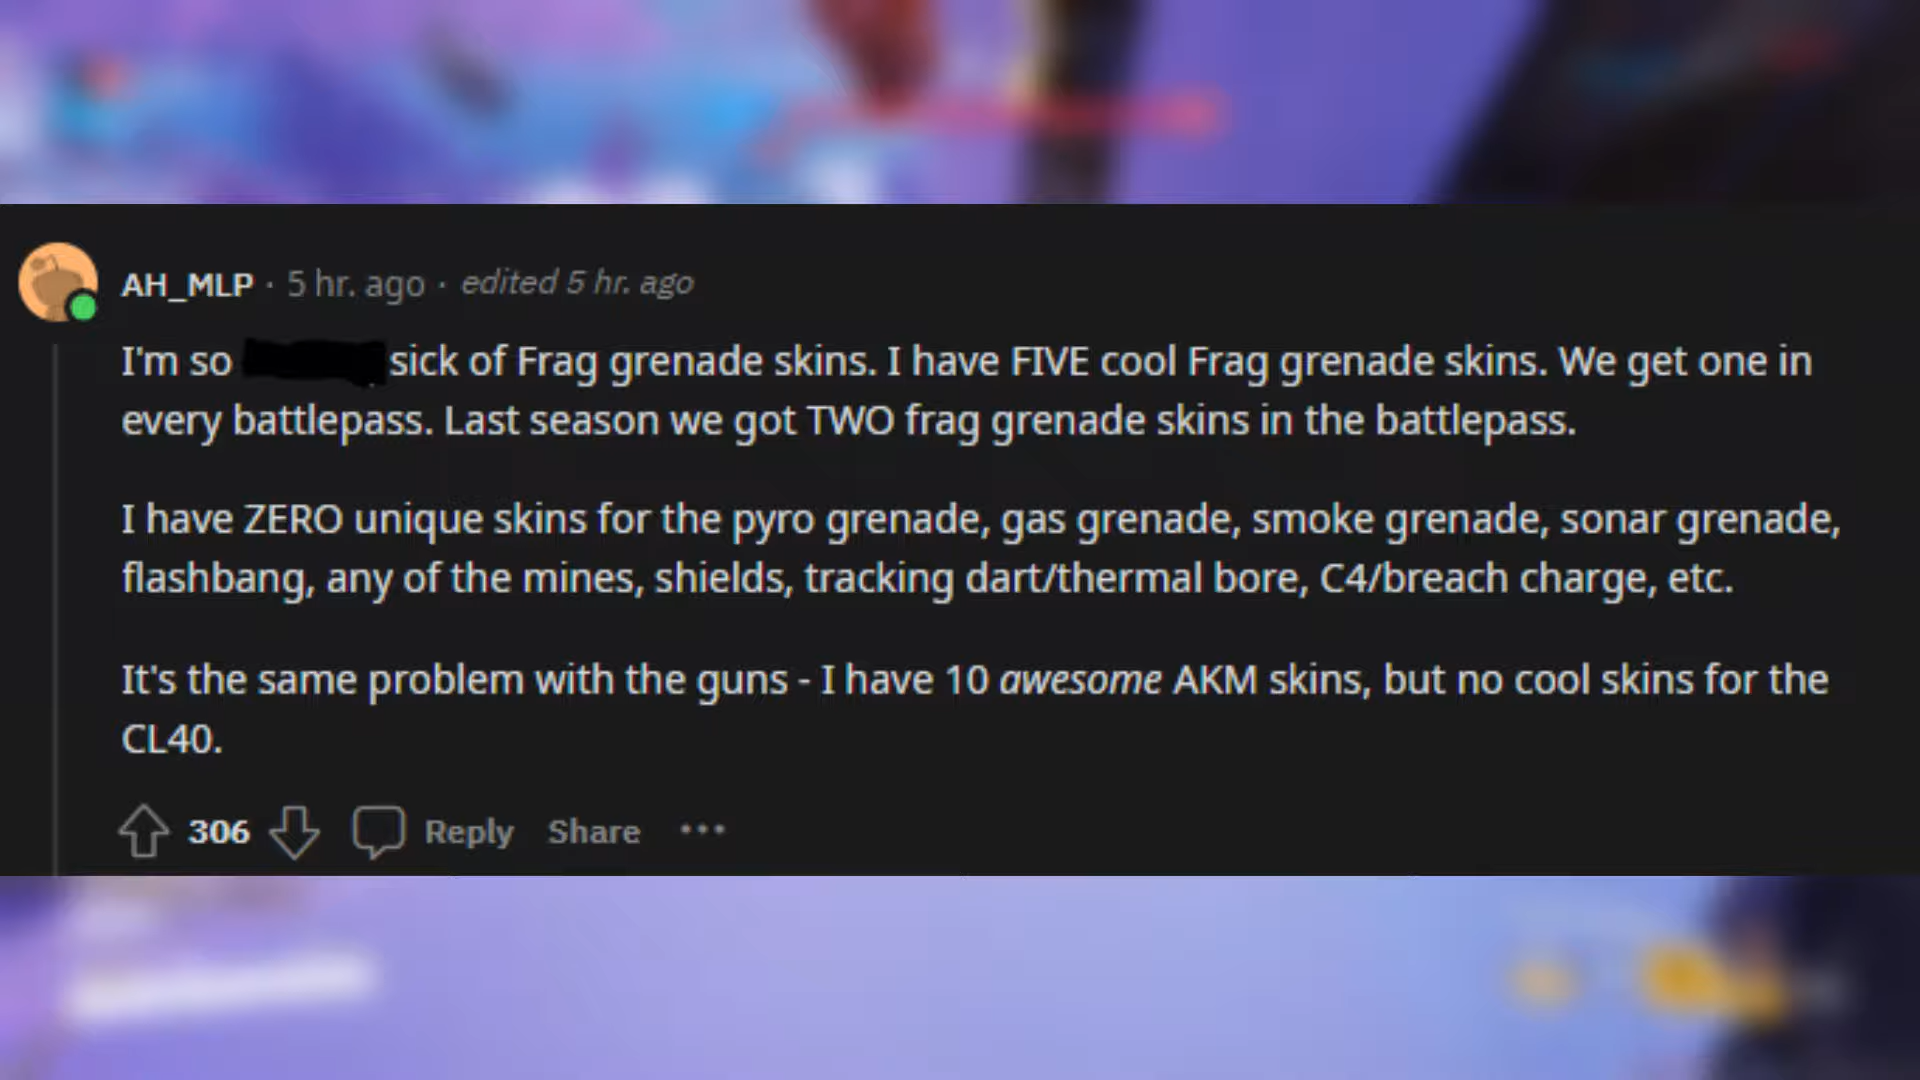 AH_MLP · 5 hr. ago · edited 5 hr. ago
I'm so sick of Frag grenade skins. I have FIVE cool Frag grenade skins. We get one in
every battlepass. Last season we got TWO frag grenade skins in the battlepass.
I have ZERO unique skins for the pyro grenade, gas grenade, smoke grenade, sonar grenade,
flashbang, any of the mines, shields, tracking dart/thermal bore, C4/breach charge, etc.
It's the same problem with the guns - I have 10 awesome AKM skins, but no cool skins for the
CL40.
306 Reply Share ···